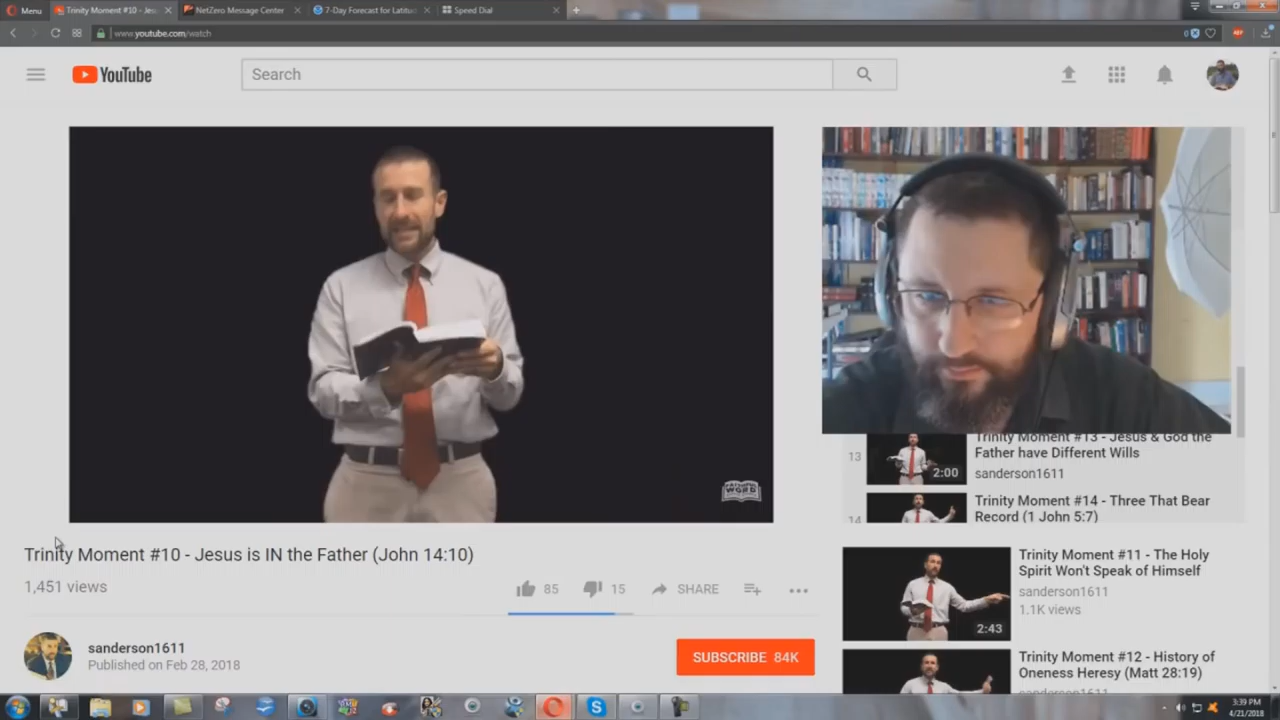 Menu
Trinity Moment #10 - Jes
NetZero Message Center
7-Day Forecast for Latitu
Speed Dial
www.youtube.com/watch
0
ABP
YouTube
Search
FAITHFUL
WORD
13
2:00
Trinity Moment #13 - Jesus & God the
Father have Different Wills
sanderson1611
14
Trinity Moment #14 - Three That Bear
Record (1 John 5:7)
Trinity Moment #10 - Jesus is IN the Father (John 14:10)
1,451 views
85
15
SHARE
2:43
Trinity Moment #11 - The Holy
Spirit Won't Speak of Himself
sanderson1611
1.1K views
sanderson1611
Published on Feb 28, 2018
SUBSCRIBE 84K
Trinity Moment #12 - History of
Oneness Heresy (Matt 28:19)
sanderson1611
3:39 PM
4/21/2018